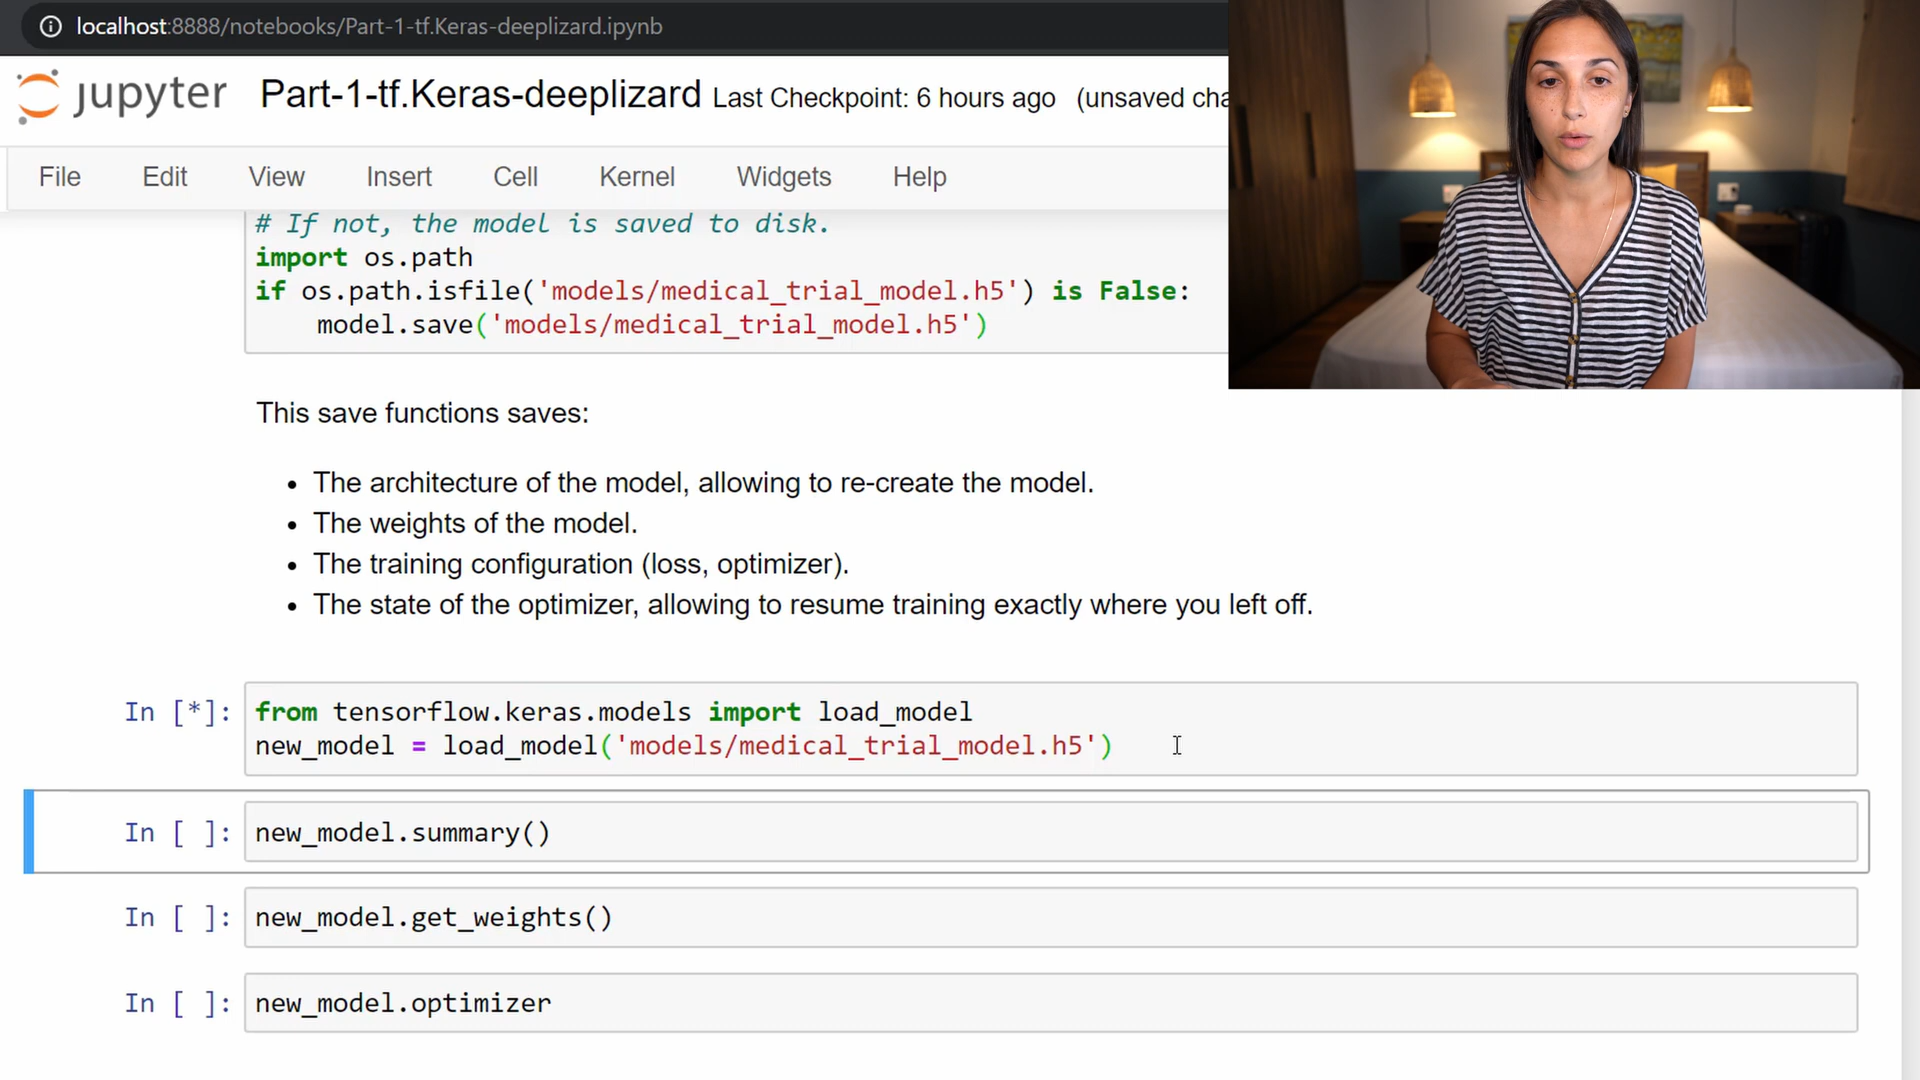 localhost:8888/notebooks/Part-1-tf.Keras-deeplizard.ipynb
jupyter Part-1-tf.Keras-deeplizard Last Checkpoint: 6 hours ago (unsaved cha
File Edit View Insert Cell Kernel Widgets Help
# If not, the model is saved to disk.
import os.path
if os.path.isfile('models/medical_trial_model.h5') is False:
    model.save('models/medical_trial_model.h5')
This save functions saves:
• The architecture of the model, allowing to re-create the model.
• The weights of the model.
• The training configuration (loss, optimizer).
• The state of the optimizer, allowing to resume training exactly where you left off.
In [*]: from tensorflow.keras.models import load_model
new_model = load_model('models/medical_trial_model.h5')
In [ ]: new_model.summary()
In [ ]: new_model.get_weights()
In [ ]: new_model.optimizer